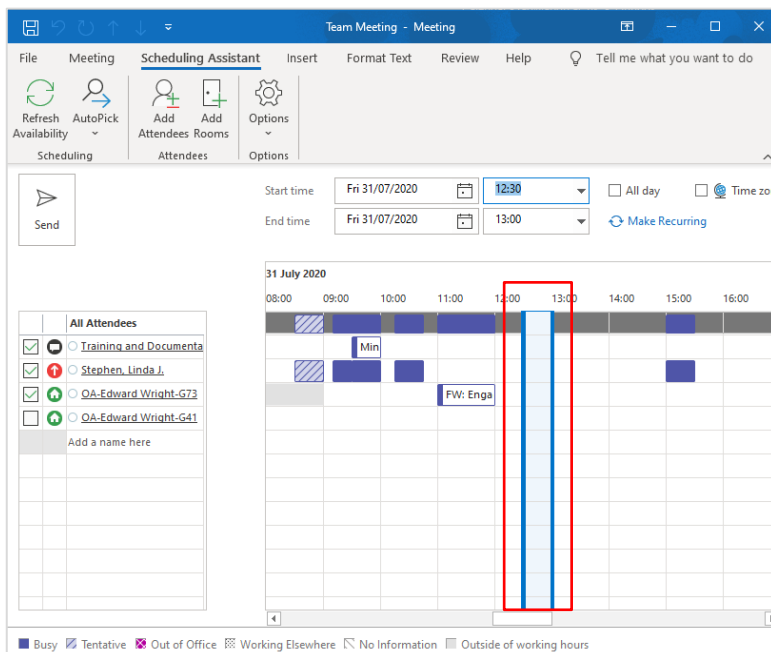 Team Meeting - Meeting
File Meeting Scheduling Assistant Insert Format Text Review Help Tell me what you want to do
Refresh Availability AutoPick Add Attendees Add Rooms Options
Scheduling Attendees Options
Send
Start time Fri 31/07/2020 12:30 All day Time zo
End time Fri 31/07/2020 13:00 Make Recurring
31 July 2020
08:00 09:00 10:00 11:00 12:00 13:00 14:00 15:00 16:00
All Attendees
Training and Documenta Min
Stephen, Linda J.
OA-Edward Wright-G73 FW: Enga
OA-Edward Wright-G41
Add a name here
Busy Tentative Out of Office Working Elsewhere No Information Outside of working hours